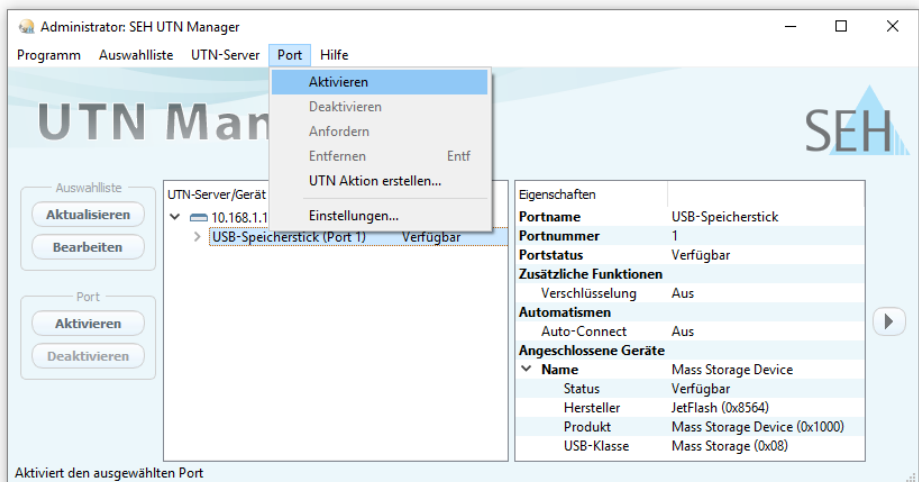 Administrator: SEH UTN Manager
Programm Auswahlliste UTN-Server Port Hilfe
Aktivieren
Deaktivieren
Anfordern
Entfernen Entf
UTN Aktion erstellen...
Einstellungen...
UTN Man
SEH
Auswahlliste
Aktualisieren
Bearbeiten
Port
Aktivieren
Deaktivieren
UTN-Server/Gerät
10.168.1.1
USB-Speicherstick (Port 1) Verfügbar
Eigenschaften
Portname USB-Speicherstick
Portnummer 1
Portstatus Verfügbar
Zusätzliche Funktionen
Verschlüsselung Aus
Automatismen
Auto-Connect Aus
Angeschlossene Geräte
Name Mass Storage Device
Status Verfügbar
Hersteller JetFlash (0x8564)
Produkt Mass Storage Device (0x1000)
USB-Klasse Mass Storage (0x08)
Aktiviert den ausgewählten Port